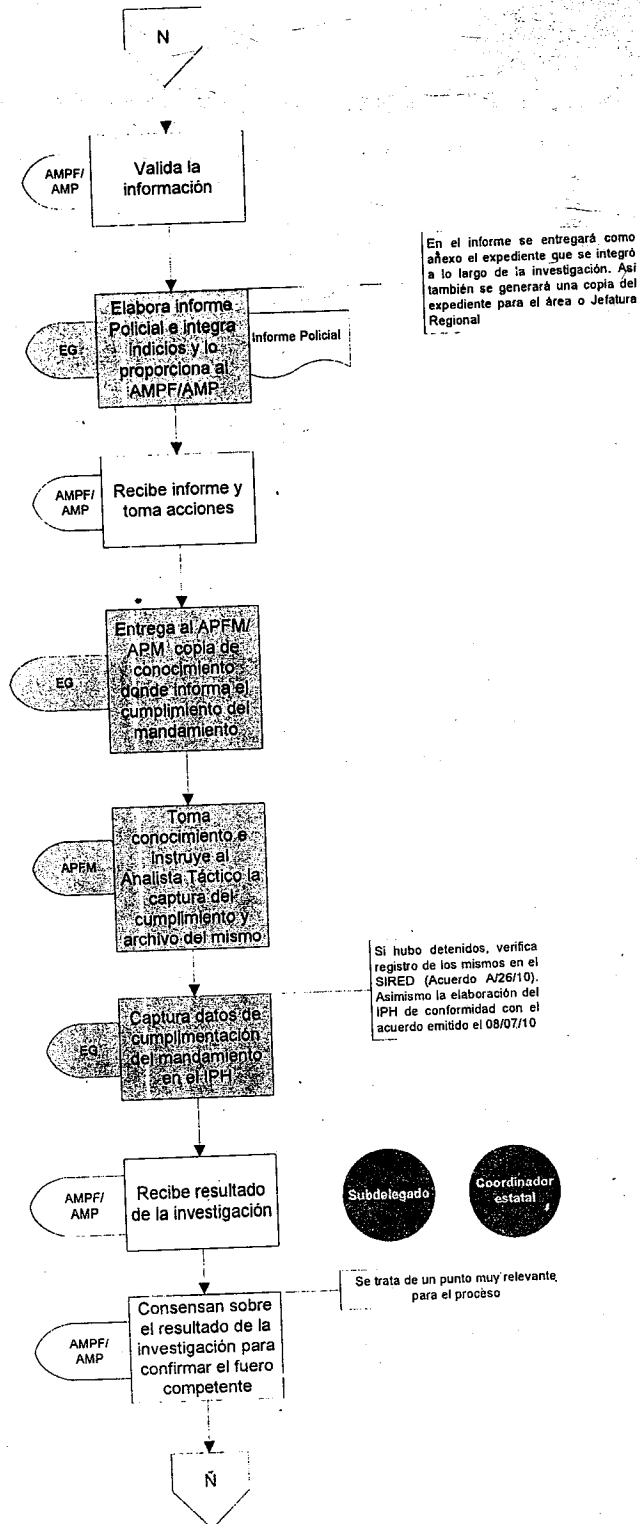 N
AMPF/
AMP
Valida la
información
En el informe se entregará como
anexo el expediente que se integró
a lo largo de la investigación. Así
también se generará una copia del
expediente para el área o Jefatura
Regional
EG
Elabora informe
Policial e integra
indicios y lo
proporciona al
AMPF/AMP
Informe Policial
AMPF/
AMP
Recibe informe y
toma acciones
EG
Entrega al APFM/
APM copia de
conocimiento
donde informa el
cumplimiento del
mandamiento
APFM
Toma
conocimiento e
instruye al
Analista Táctico la
captura del
cumplimiento y
archivo del mismo
Si hubo detenidos, verifica
registro de los mismos en el
SIRED (Acuerdo A/26/10).
Asimismo la elaboración del
IPH de conformidad con el
acuerdo emitido el 08/07/10
EG
Captura datos de
cumplimentación
del mandamiento
en el IPH
AMPF/
AMP
Recibe resultado
de la investigación
Subdelegado
Coordinador
estatal
Se trata de un punto muy relevante
para el proceso
AMPF/
AMP
Consensan sobre
el resultado de la
investigación para
confirmar el fuero
competente
Ñ